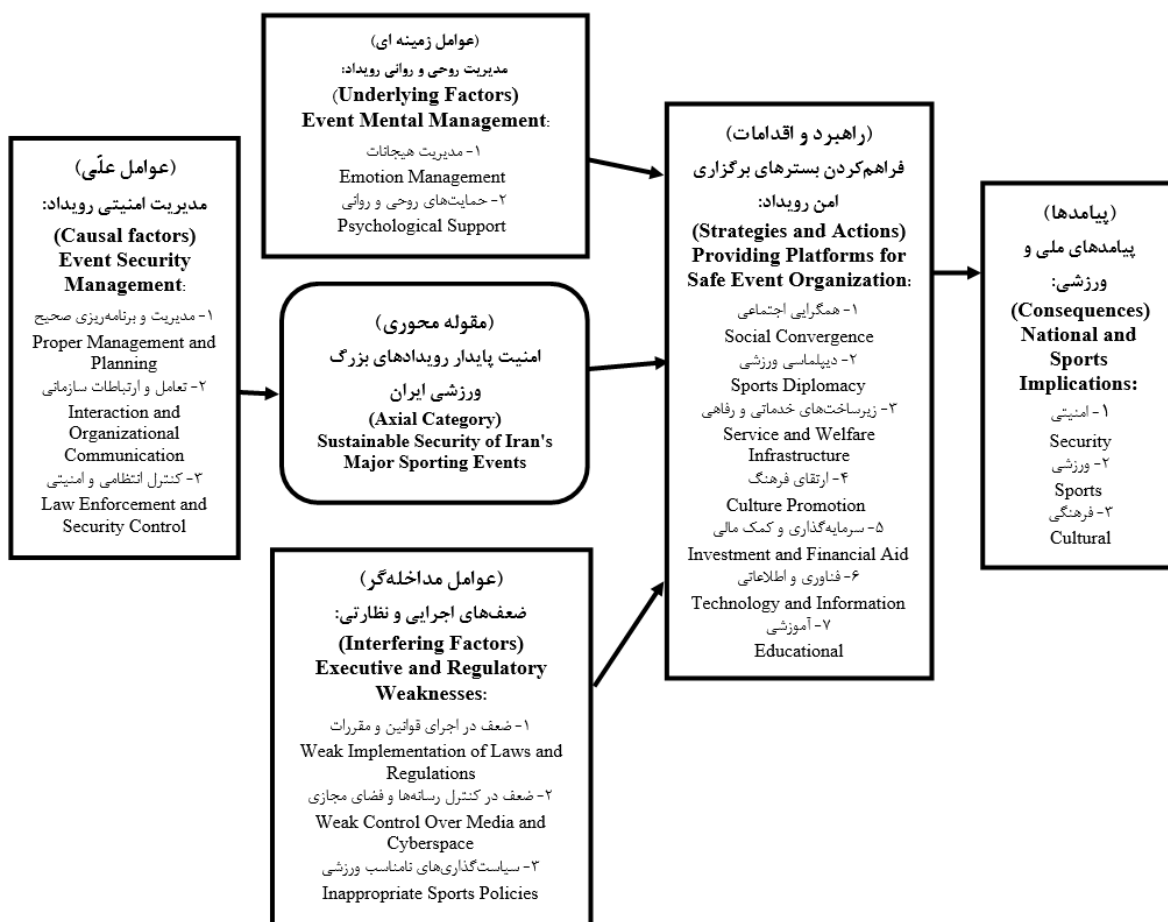 (عوامل زمینه ای)
مدیریت روحی و روانی رویداد:
(Underlying Factors)
Event Mental Management:
۱- مدیریت هیجانات
Emotion Management
۲- حمایت‌های روحی و روانی
Psychological Support
(عوامل علّی)
مدیریت امنیتی رویداد:
(Causal factors)
Event Security
Management:
۱- مدیریت و برنامه‌ریزی صحیح
Proper Management and
Planning
۲- تعامل و ارتباطات سازمانی
Interaction and
Organizational
Communication
۳- کنترل انتظامی و امنیتی
Law Enforcement and
Security Control
(مقوله محوری)
امنیت پایدار رویدادهای بزرگ
ورزشی ایران
(Axial Category)
Sustainable Security of Iran's
Major Sporting Events
(عوامل مداخله‌گر)
ضعف‌های اجرایی و نظارتی:
(Interfering Factors)
Executive and Regulatory
Weaknesses:
۱- ضعف در اجرای قوانین و مقررات
Weak Implementation of Laws and
Regulations
۲- ضعف در کنترل رسانه‌ها و فضای مجازی
Weak Control Over Media and
Cyberspace
۳- سیاست‌گذاری‌های نامناسب ورزشی
Inappropriate Sports Policies
(راهبرد و اقدامات)
فراهم‌کردن بسترهای برگزاری
امن رویداد:
(Strategies and Actions)
Providing Platforms for
Safe Event Organization:
۱- همگرایی اجتماعی
Social Convergence
۲- دیپلماسی ورزشی
Sports Diplomacy
۳- زیرساخت‌های خدماتی و رفاهی
Service and Welfare
Infrastructure
۴- ارتقای فرهنگ
Culture Promotion
۵- سرمایه‌گذاری و کمک مالی
Investment and Financial Aid
۶- فناوری و اطلاعاتی
Technology and Information
۷- آموزشی
Educational
(پیامدها)
پیامدهای ملی و
ورزشی:
(Consequences)
National and
Sports
Implications:
۱- امنیتی
Security
۲- ورزشی
Sports
۳- فرهنگی
Cultural